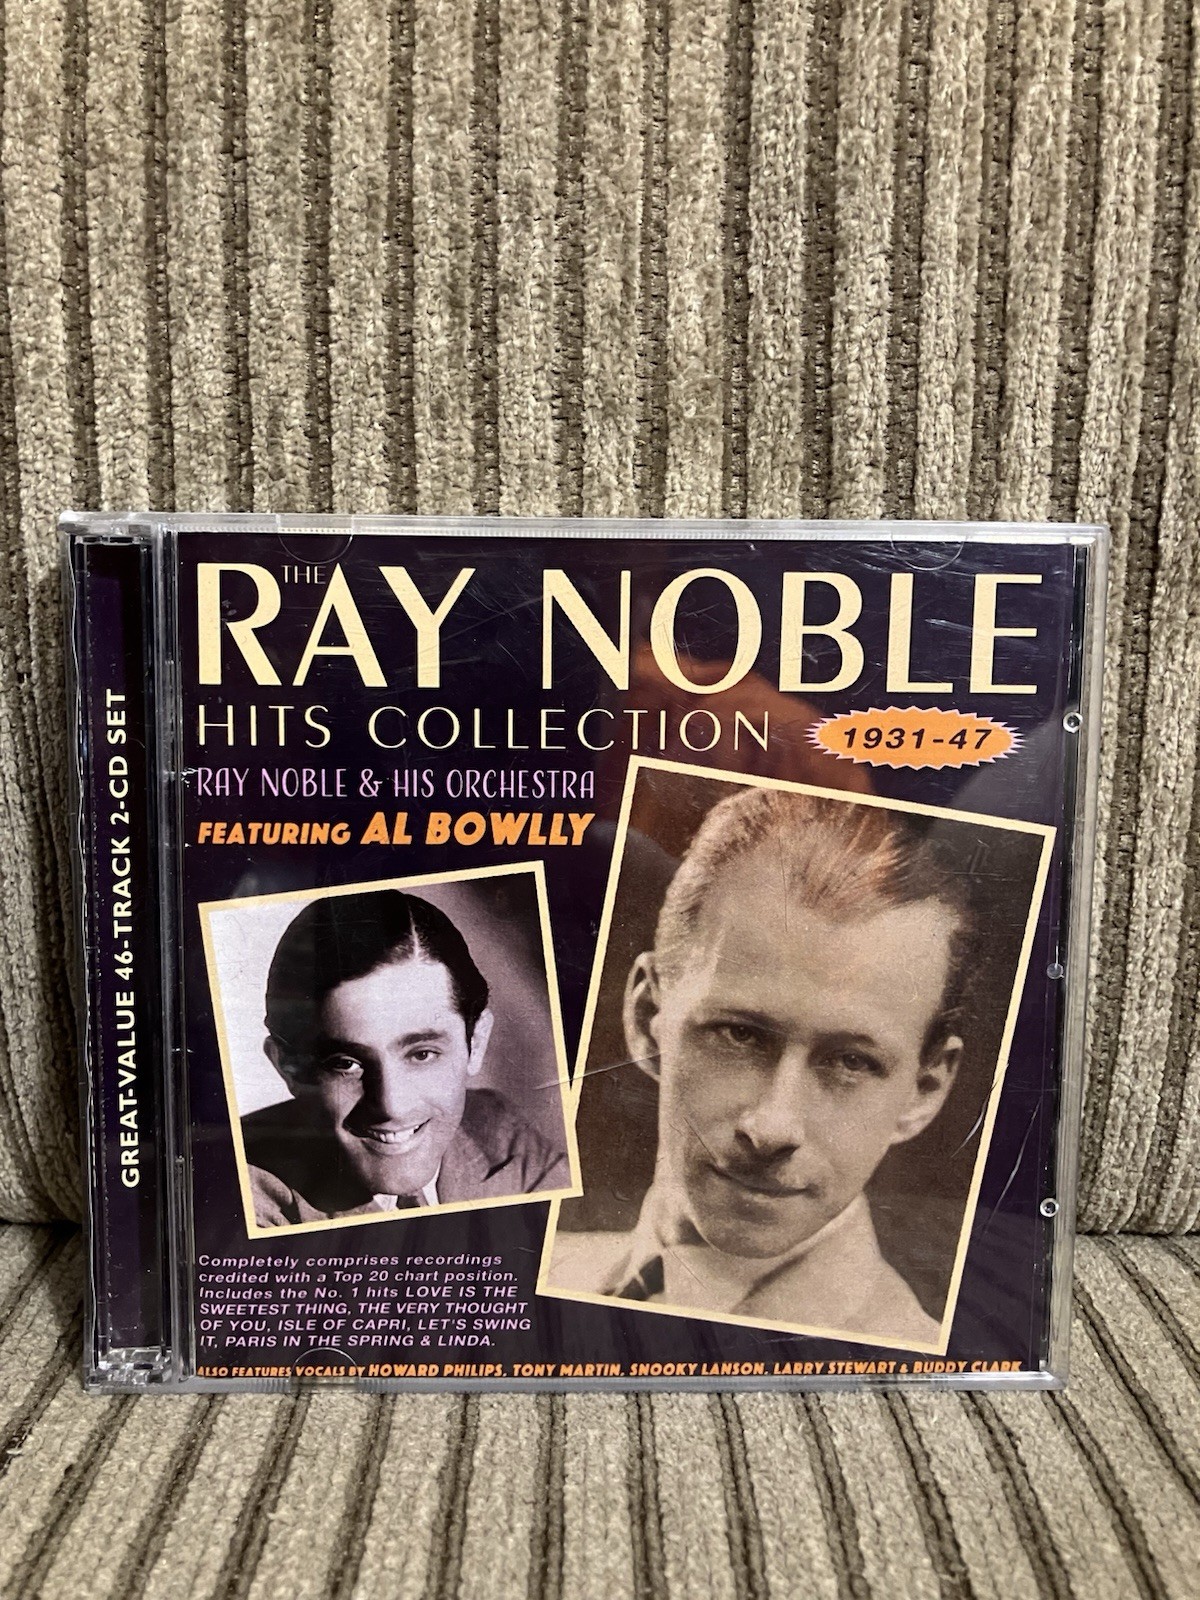 THE
RAY NOBLE
HITS COLLECTION
1931-47
RAY NOBLE & HIS ORCHESTRA
FEATURING AL BOWLLY
GREAT-VALUE 46-TRACK 2-CD SET
Completely comprises recordings
credited with a Top 20 chart position.
Includes the No. 1 hits LOVE IS THE
SWEETEST THING, THE VERY THOUGHT
OF YOU, ISLE OF CAPRI, LET'S SWING
IT, PARIS IN THE SPRING & LINDA.
ALSO FEATURES VOCALS BY HOWARD PHILIPS, TONY MARTIN, SNOOKY LANSON, LARRY STEWART & BUDDY CLARK